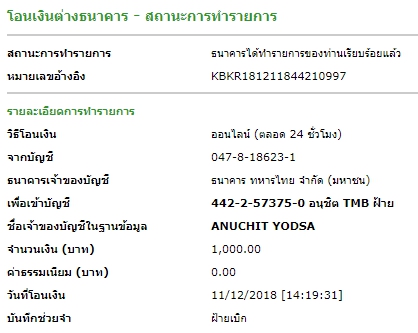 โอนเงินต่างธนาคาร - สถานะการทำรายการ
สถานะการทำรายการ ธนาคารได้ทำรายการของท่านเรียบร้อยแล้ว
หมายเลขอ้างอิง KBKR181211844210997
รายละเอียดการทำรายการ
วิธีโอนเงิน ออนไลน์ (ตลอด 24 ชั่วโมง)
จากบัญชี 047-8-18623-1
ธนาคารเจ้าของบัญชี ธนาคาร ทหารไทย จำกัด (มหาชน)
เพื่อเข้าบัญชี 442-2-57375-0 อนุชิต TMB ฝ้าย
ชื่อเจ้าของบัญชีในฐานข้อมูล ANUCHIT YODSA
จำนวนเงิน (บาท) 1,000.00
ค่าธรรมเนียม (บาท) 0.00
วันที่โอนเงิน 11/12/2018 [14:19:31]
บันทึกช่วยจำ ฝ้ายเบิก